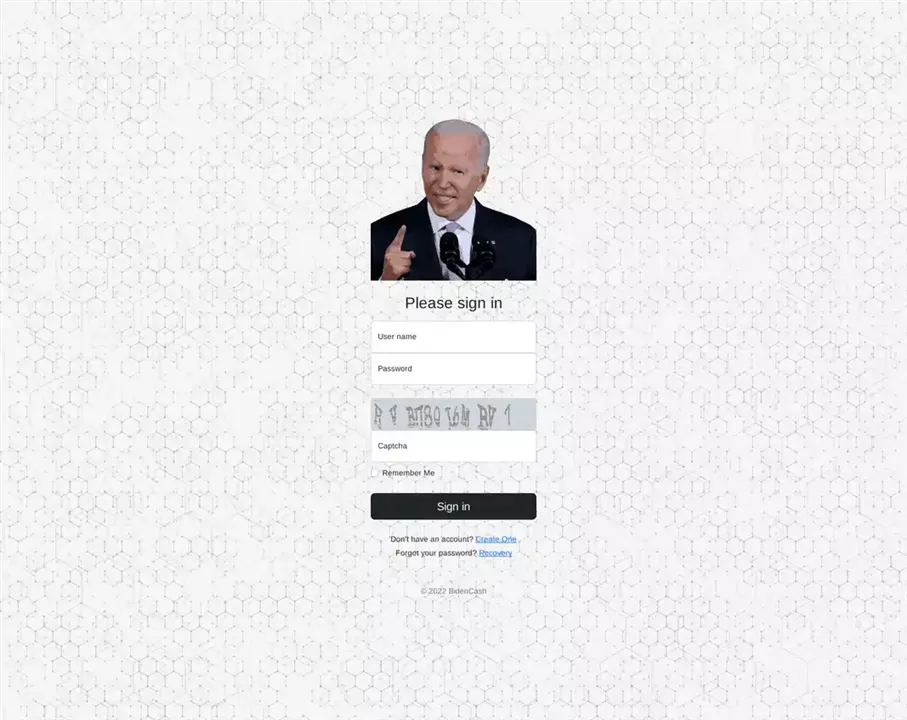 Please sign in
User name
Password
Captcha
Remember Me
Sign in
Don't have an account? Create One .
Forgot your password? Recovery
© 2022 BidenCash